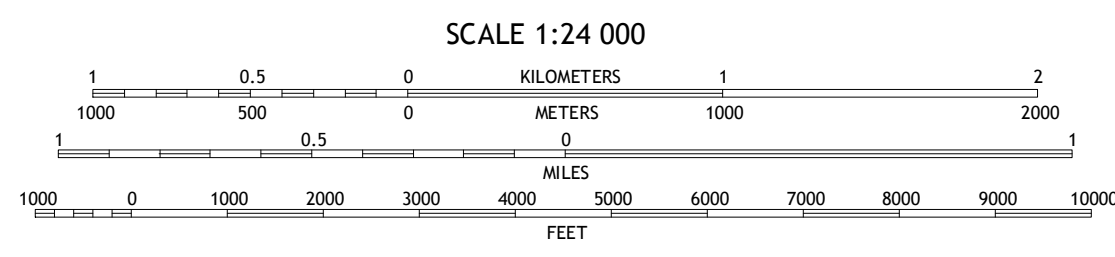 SCALE 1:24 000
1 0.5 0 KILOMETERS 1 2
1000 500 0 METERS 1000 2000
1 0.5 0 1
MILES
1000 0 1000 2000 3000 4000 5000 6000 7000 8000 9000 10000
FEET